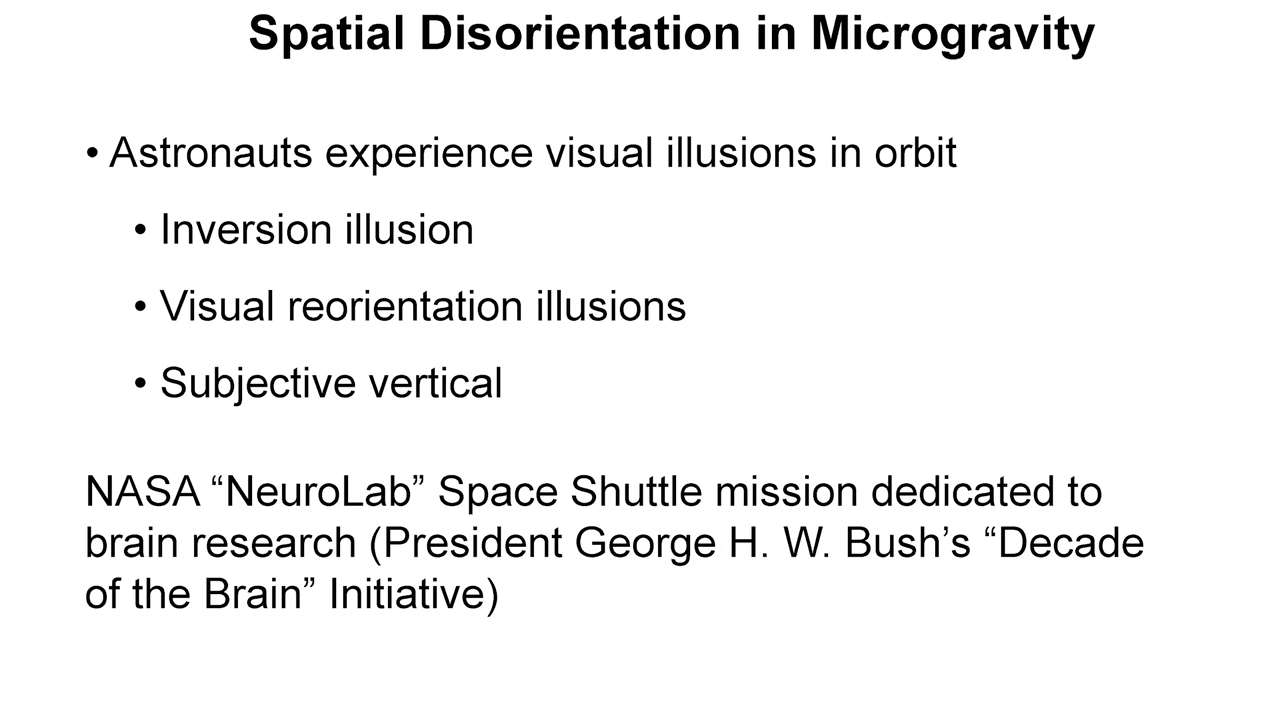 Spatial Disorientation in Microgravity
• Astronauts experience visual illusions in orbit
• Inversion illusion
• Visual reorientation illusions
• Subjective vertical
NASA “NeuroLab” Space Shuttle mission dedicated to
brain research (President George H. W. Bush’s “Decade
of the Brain” Initiative)